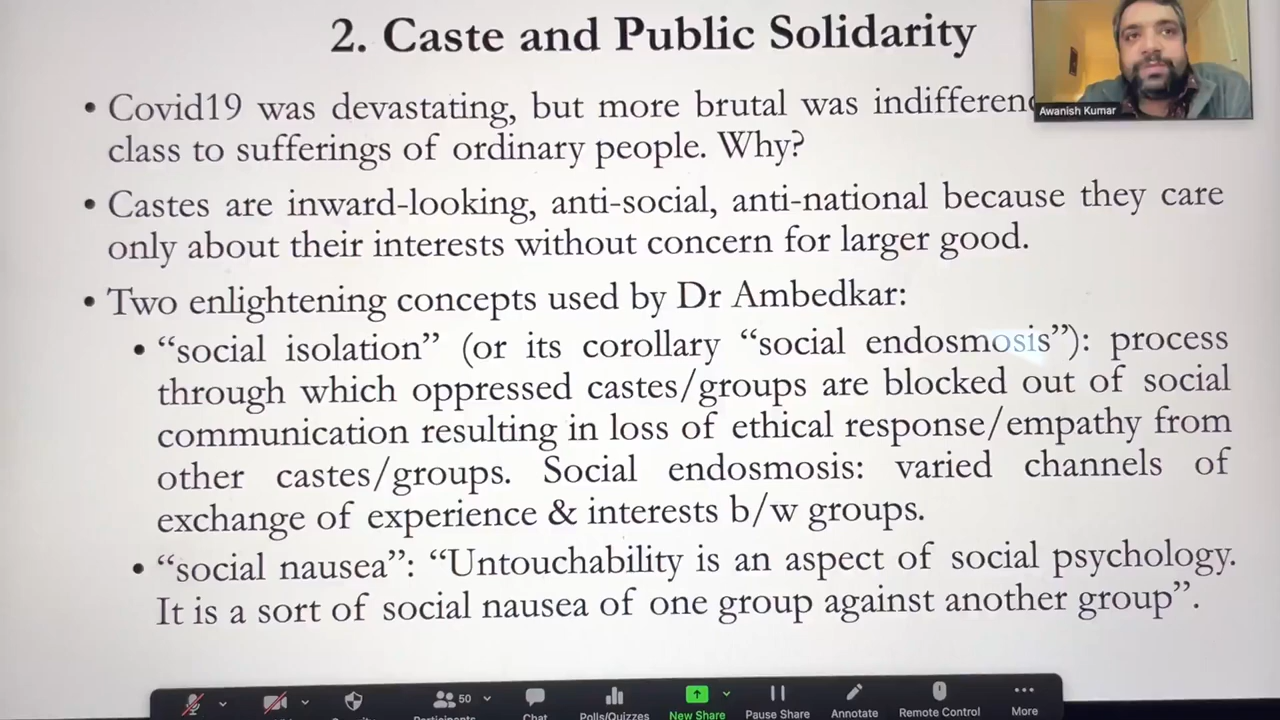 2. Caste and Public Solidarity
Awanish Kumar
• Covid19 was devastating, but more brutal was
class to sufferings of ordinary people. Why?
• Castes are inward-looking, anti-social, anti-national because they care
only about their interests without concern for larger good.
• Two enlightening concepts used by Dr Ambedkar:
• “social isolation” (or its corollary “social endosmosis”): process
through which oppressed castes/groups are blocked out of social
communication resulting in loss of ethical response/empathy from
other castes/groups. Social endosmosis: varied channels of
exchange of experience & interests b/w groups.
• “social nausea”: “Untouchability is an aspect of social psychology.
It is a sort of social nausea of one group against another group”.
50
Chat
Polls/Quizzes
New Share
Pause Share
Annotate
Remote Control
More